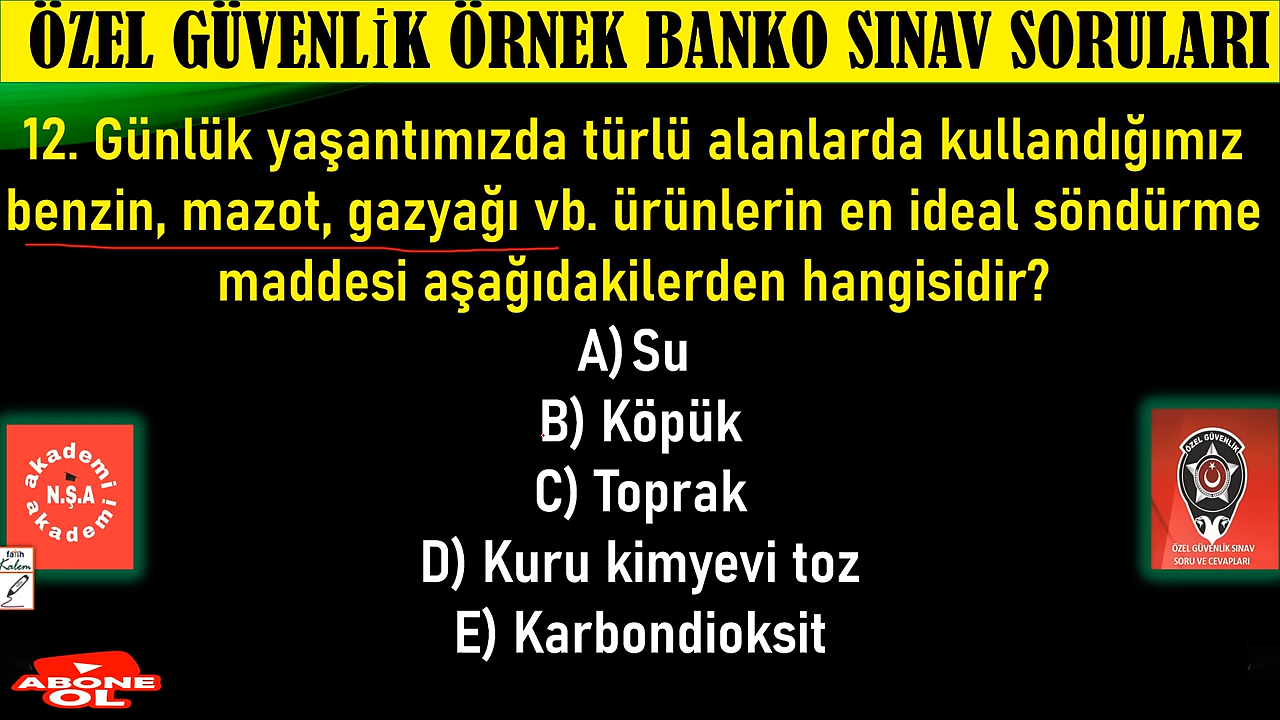 ÖZEL GÜVENLİK ÖRNEK BANKO SINAV SORULARI
12. Günlük yaşantımızda türlü alanlarda kullandığımız
benzin, mazot, gazyağı vb. ürünlerin en ideal söndürme
maddesi aşağıdakilerden hangisidir?
A) Su
B) Köpük
C) Toprak
D) Kuru kimyevi toz
E) Karbondioksit
akademi
N.Ş.A
akademi
fatih
Kalem
ABONE
OL
ÖZEL GÜVENLİK
ÖZEL GÜVENLİK SINAV
SORU VE CEVAPLARI